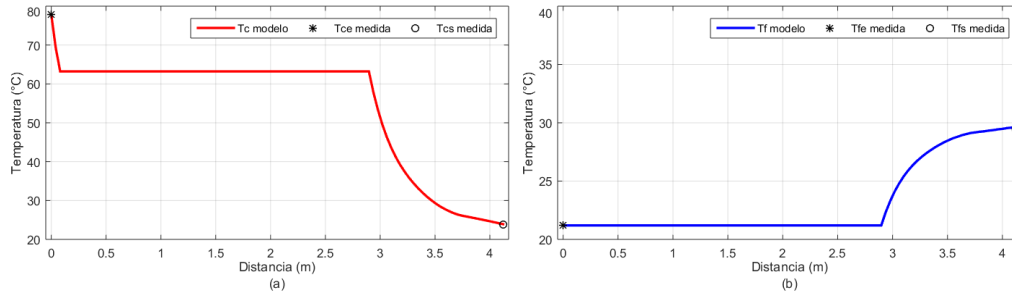 Tc modelo Tce medida Tcs medida
80
70
60
50
40
30
20
Temperatura (°C)
0 0.5 1 1.5 2 2.5 3 3.5 4
Distancia (m)
(a)
Tf modelo Tfe medida Tfs medida
40
35
30
25
20
Temperatura (°C)
0 0.5 1 1.5 2 2.5 3 3.5 4
Distancia (m)
(b)